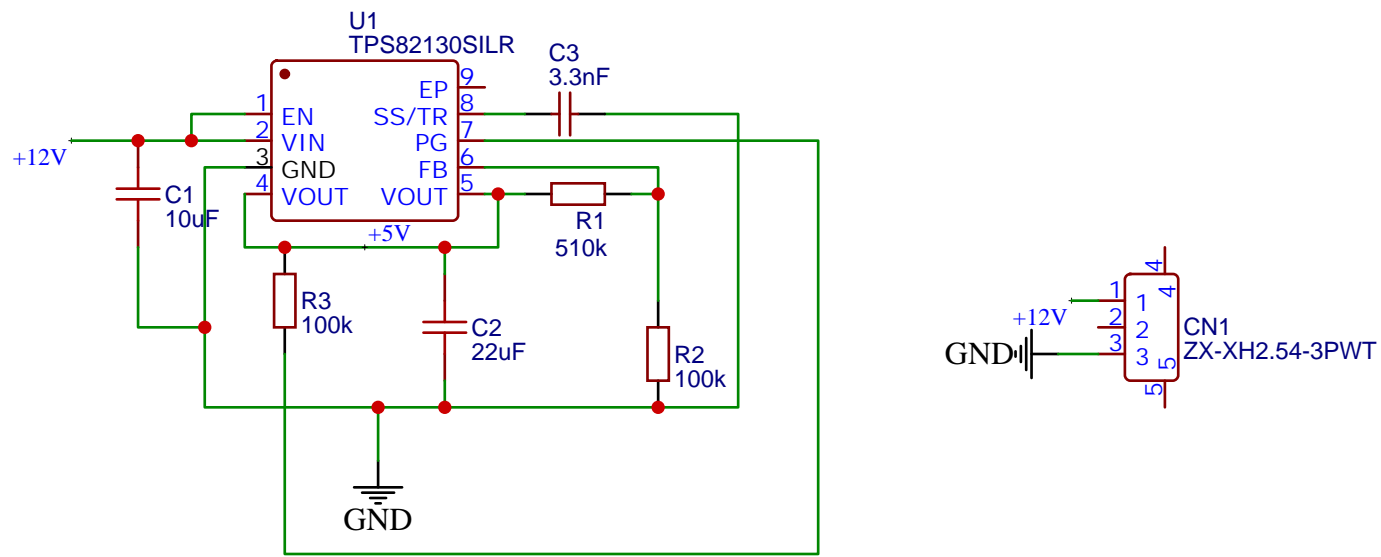 U1
TPS82130SILR
C3
3.3nF
9
EP
1
EN
SS/TR
8
2
VIN
PG
7
3
GND
FB
6
4
VOUT
VOUT
5
+12V
C1
10uF
+5V
R1
510k
R3
100k
C2
22uF
R2
100k
GND
4
4
1
1
+12V
2
2
3
3
GND
5
5
CN1
ZX-XH2.54-3PWT